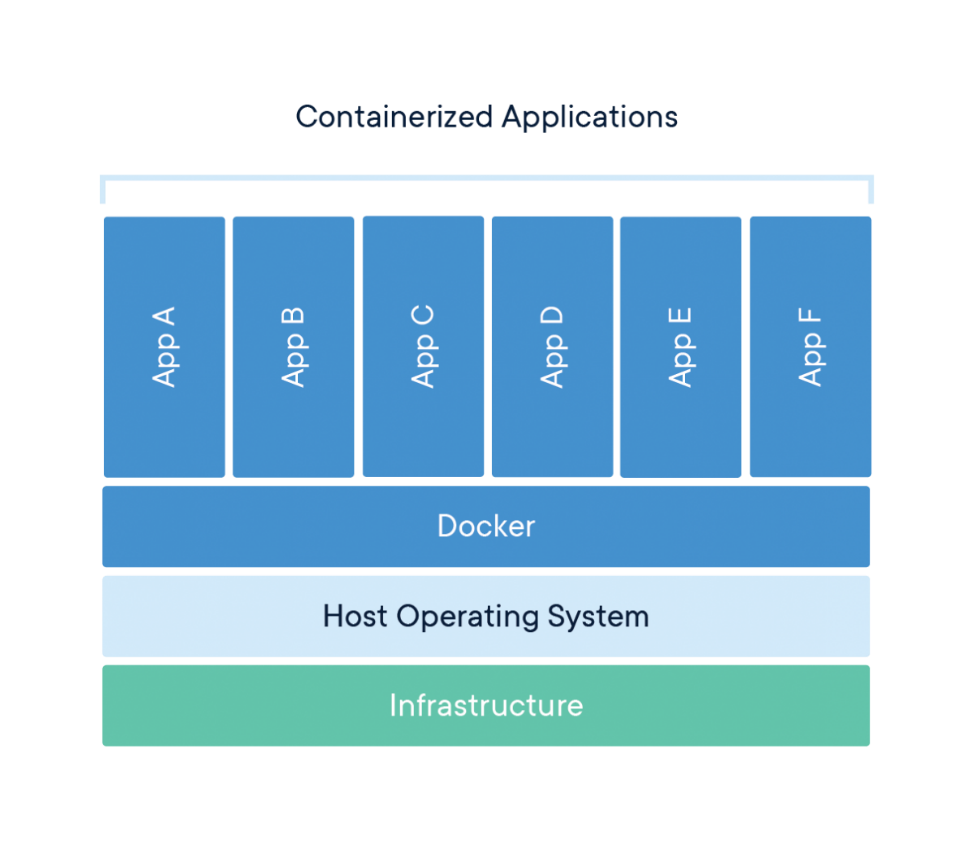 Containerized Applications
App A
App B
App C
App D
App E
App F
Docker
Host Operating System
Infrastructure